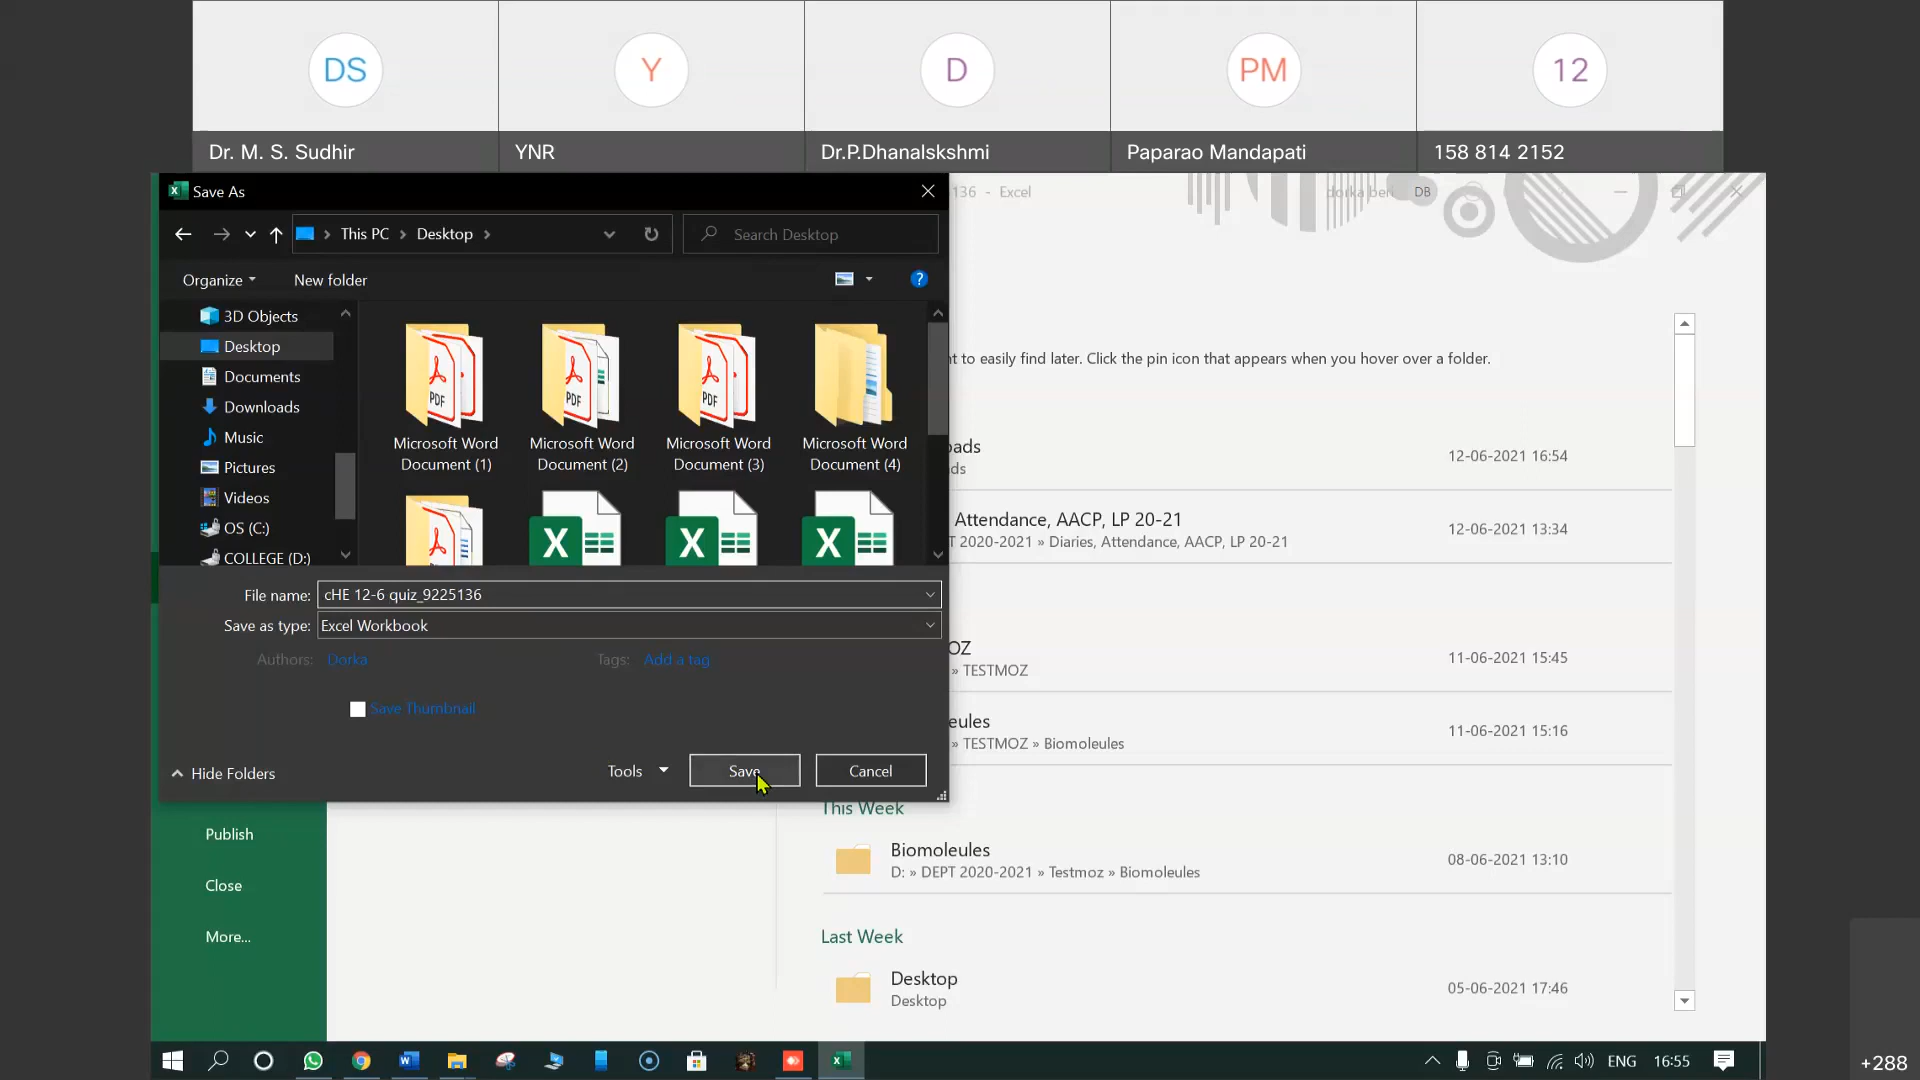 DS
Y
D
PM
12
Dr. M. S. Sudhir
YNR
Dr.P.Dhanalskshmi
Paparao Mandapati
158 814 2152
Save As
136 - Excel
dorka beri
DB
This PC
Desktop
Search Desktop
Organize
New folder
3D Objects
Desktop
Documents
Downloads
Music
Pictures
Videos
OS (C:)
COLLEGE (D:)
PDF
PDF
PDF
Microsoft Word
Document (1)
Microsoft Word
Document (2)
Microsoft Word
Document (3)
Microsoft Word
Document (4)
File name: cHE 12-6 quiz_9225136
Save as type: Excel Workbook
Authors: Dorka
Tags: Add a tag
Save Thumbnail
Hide Folders
Tools
Save
Cancel
to easily find later. Click the pin icon that appears when you hover over a folder.
12-06-2021 16:54
Attendance, AACP, LP 20-21
2020-2021 » Diaries, Attendance, AACP, LP 20-21
12-06-2021 13:34
OZ
» TESTMOZ
11-06-2021 15:45
eules
» TESTMOZ » Biomoleules
11-06-2021 15:16
This Week
Biomoleules
D: » DEPT 2020-2021 » Testmoz » Biomoleules
08-06-2021 13:10
Last Week
Desktop
Desktop
05-06-2021 17:46
Publish
Close
More...
ENG
16:55
+288